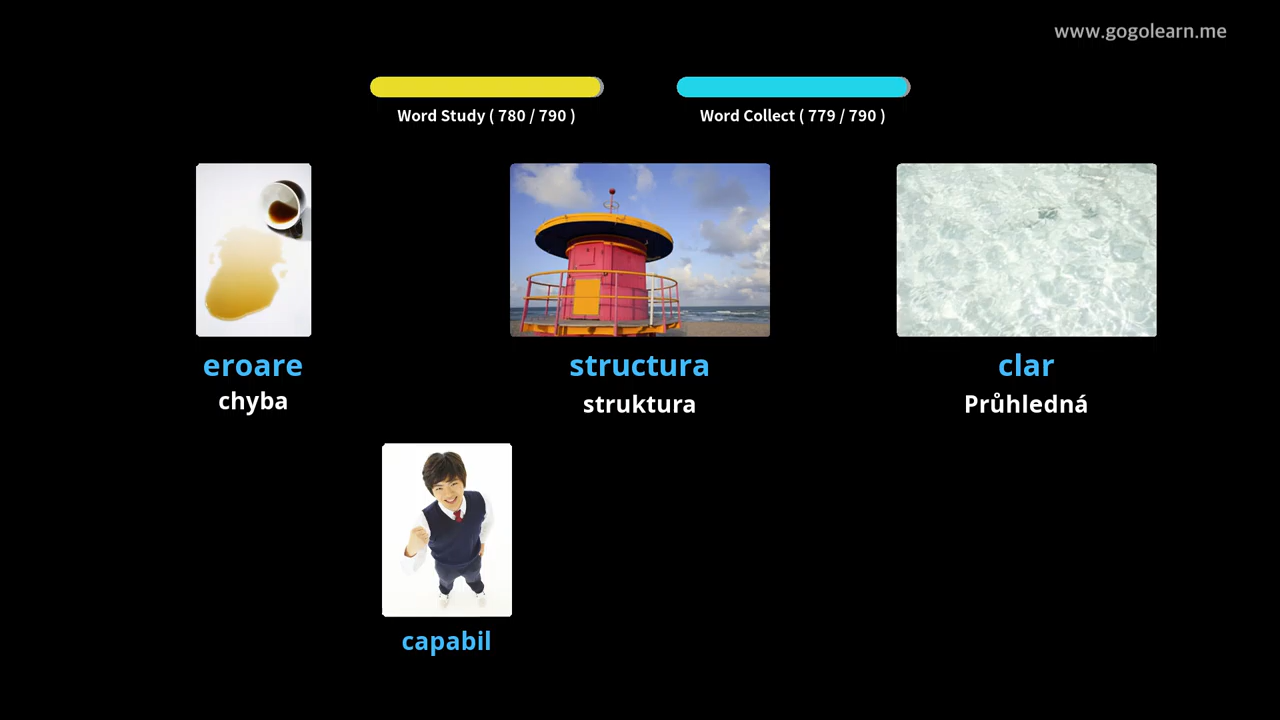 www.gogolearn.me
Word Study ( 780 / 790 )
Word Collect ( 779 / 790 )
eroare
chyba
structura
struktura
clar
Průhledná
capabil